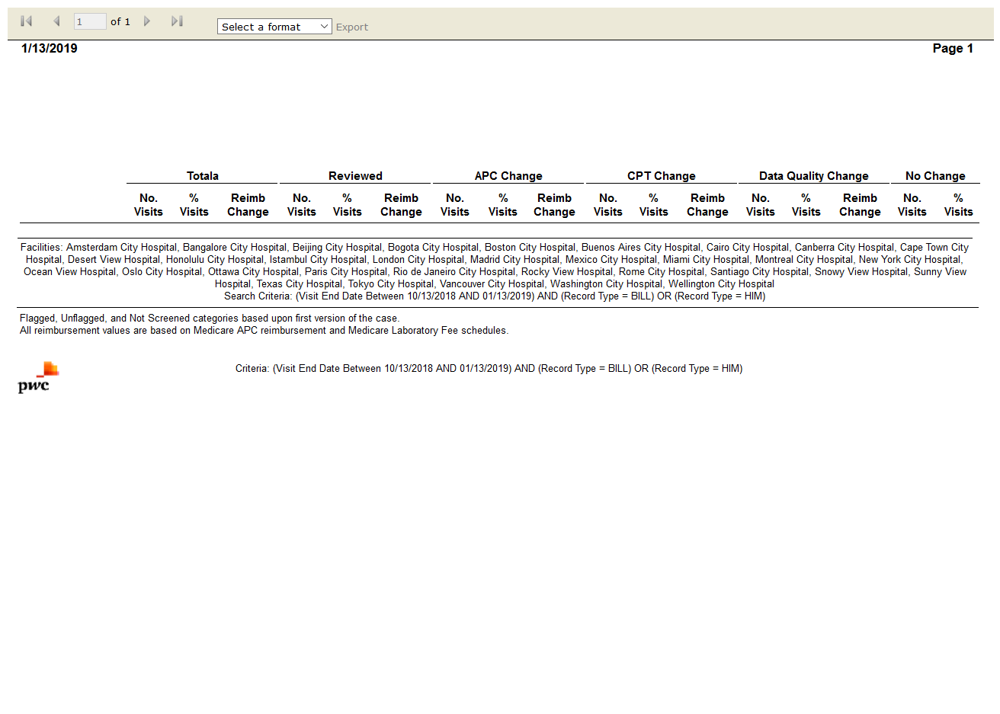 1 of 1 Select a format Export
1/13/2019 Page 1
Totala Reviewed APC Change CPT Change Data Quality Change No Change
No. % Reimb No. % Reimb No. % Reimb No. % Reimb No. % Reimb No. %
Visits Visits Change Visits Visits Change Visits Visits Change Visits Visits Change Visits Visits Change Visits Visits
Facilities: Amsterdam City Hospital, Bangalore City Hospital, Beijing City Hospital, Bogota City Hospital, Boston City Hospital, Buenos Aires City Hospital, Cairo City Hospital, Canberra City Hospital, Cape Town City
Hospital, Desert View Hospital, Honolulu City Hospital, Istambul City Hospital, London City Hospital, Madrid City Hospital, Mexico City Hospital, Miami City Hospital, Montreal City Hospital, New York City Hospital,
Ocean View Hospital, Oslo City Hospital, Ottawa City Hospital, Paris City Hospital, Rio de Janeiro City Hospital, Rocky View Hospital, Rome City Hospital, Santiago City Hospital, Snowy View Hospital, Sunny View
Hospital, Texas City Hospital, Tokyo City Hospital, Vancouver City Hospital, Washington City Hospital, Wellington City Hospital
Search Criteria: (Visit End Date Between 10/13/2018 AND 01/13/2019) AND (Record Type = BILL) OR (Record Type = HIM)
Flagged, Unflagged, and Not Screened categories based upon first version of the case.
All reimbursement values are based on Medicare APC reimbursement and Medicare Laboratory Fee schedules.
Criteria: (Visit End Date Between 10/13/2018 AND 01/13/2019) AND (Record Type = BILL) OR (Record Type = HIM)
pwc